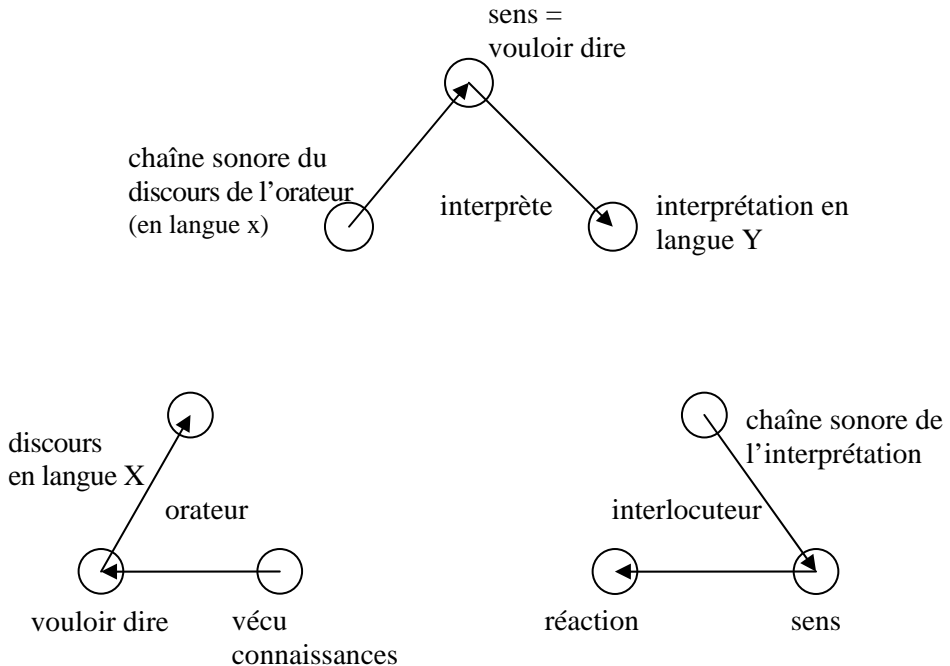 sens =
vouloir dire
chaîne sonore du
discours de l’orateur
(en langue x)
interprète
interprétation en
langue Y
discours
en langue X
orateur
vouloir dire
vécu
connaissances
chaîne sonore de
l’interprétation
interlocuteur
réaction
sens